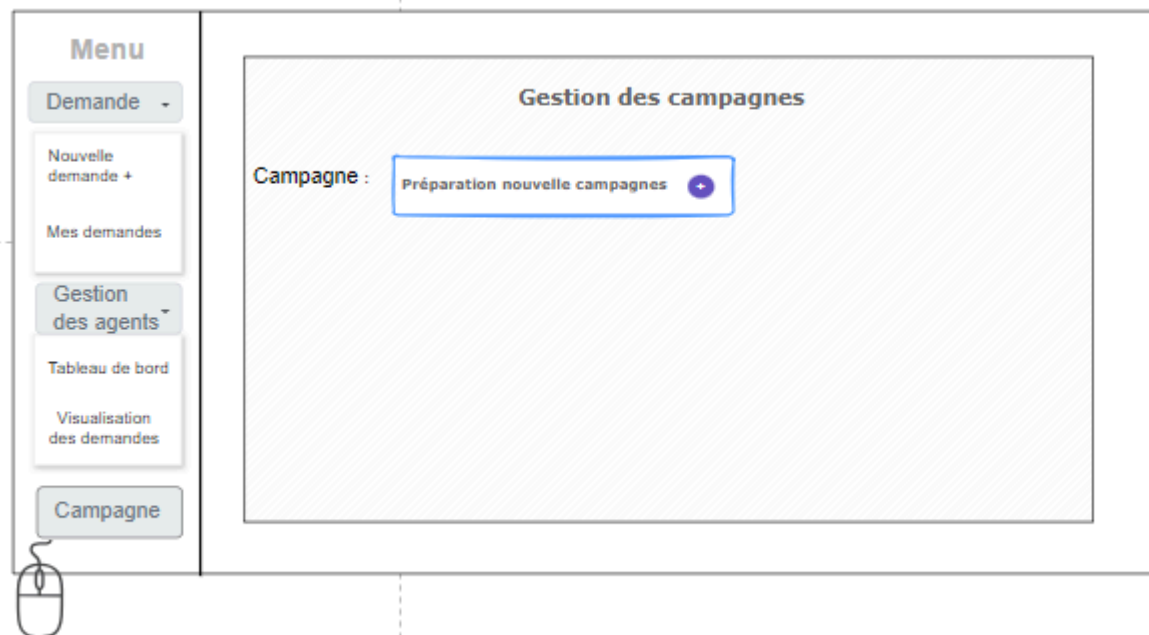 Menu
Demande
Nouvelle
demande +
Mes demandes
Gestion
des agents
Tableau de bord
Visualisation
des demandes
Campagne
Gestion des campagnes
Campagne :
Préparation nouvelle campagnes +